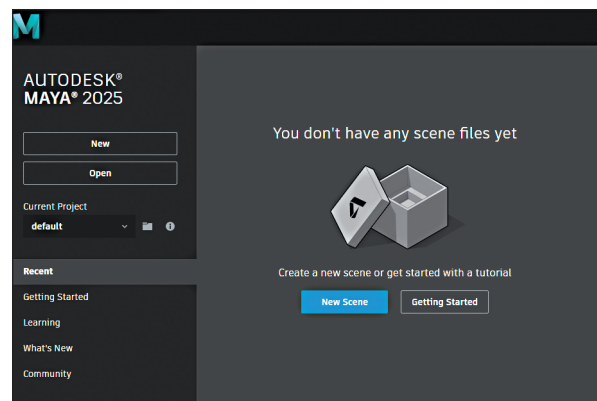 M
AUTODESK®
MAYA® 2025
New
Open
Current Project
default
Recent
Getting Started
Learning
What's New
Community
You don't have any scene files yet
Create a new scene or get started with a tutorial
New Scene
Getting Started